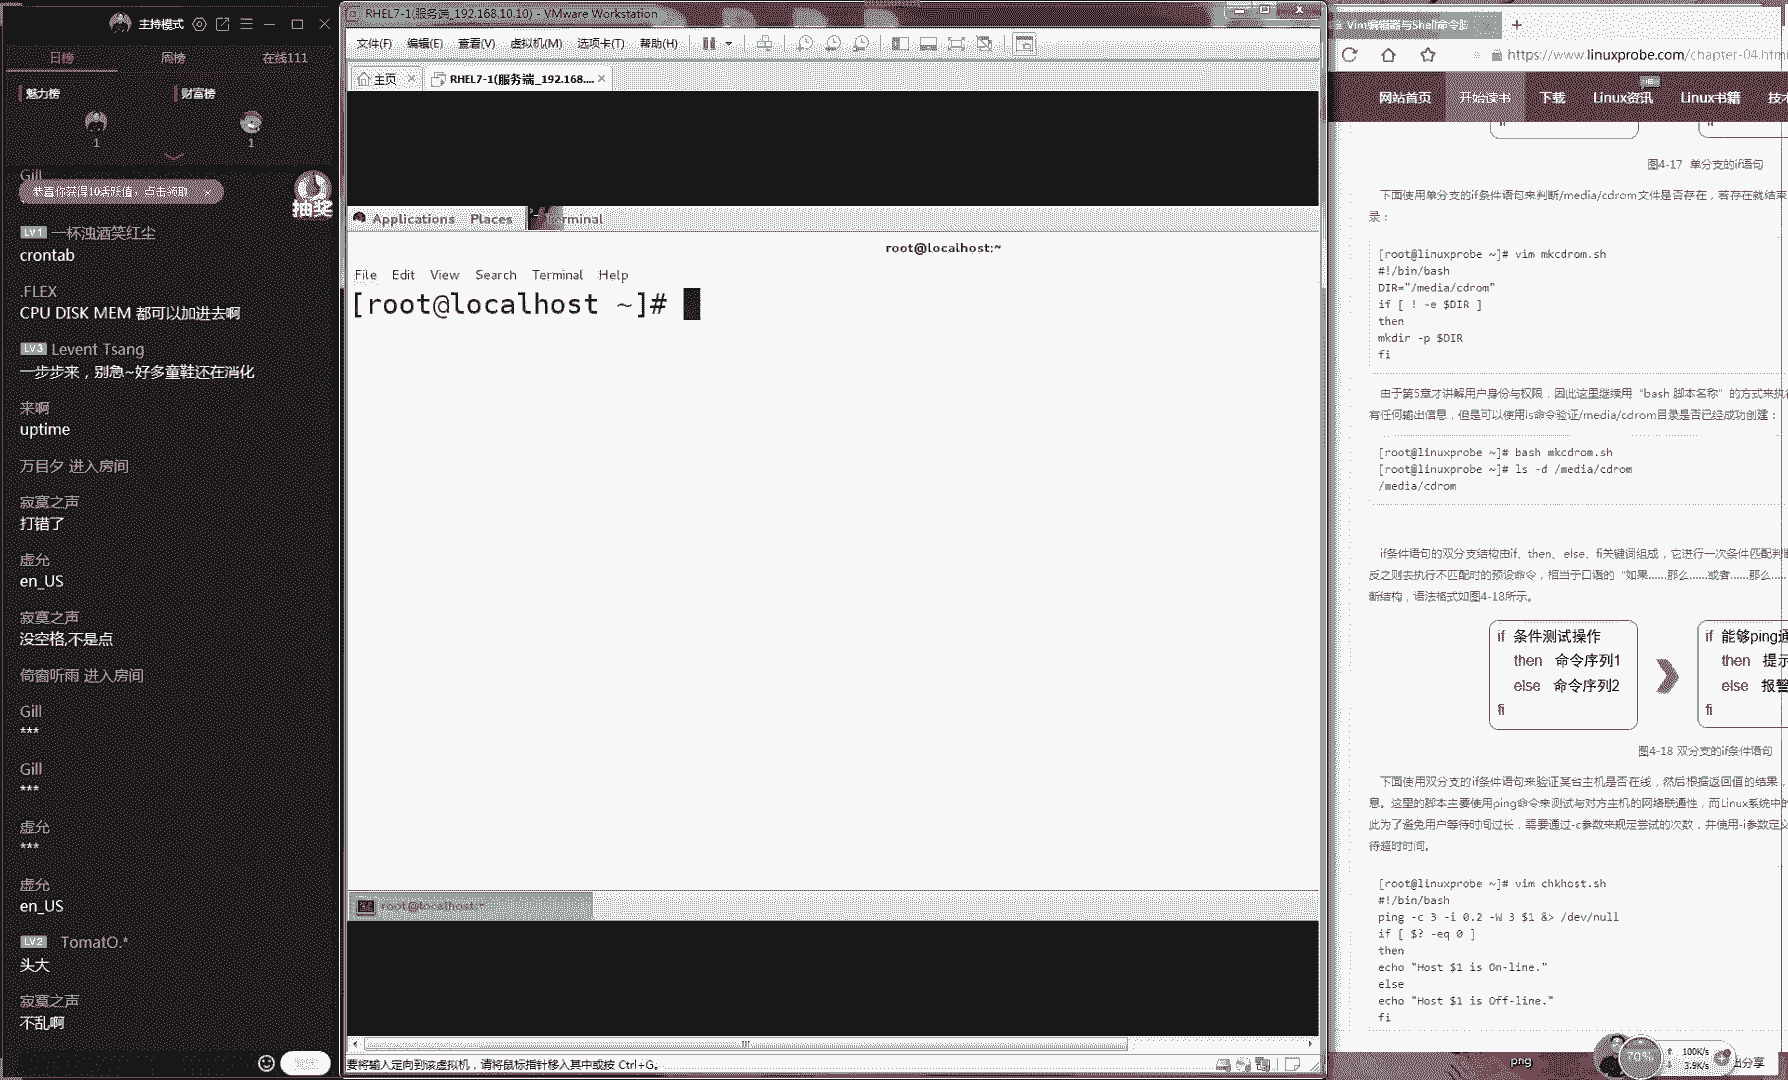 主持模式
日榜 周榜 在线111
魅力榜 财富榜
1 1
Gill
恭喜你获得10活跃值，点击领取 ×
抽奖
LV1 一杯浊酒笑红尘
crontab
.FLEX
CPU DISK MEM 都可以加进去啊
LV3 Levent Tsang
一步步来，别急~好多童鞋还在消化
来啊
uptime
万目夕 进入房间
寂寞之声
打错了
虚允
en_US
寂寞之声
没空格,不是点
倚窗听雨 进入房间
Gill
***
Gill
***
虚允
***
虚允
en_US
LV2 TomatO.*
头大
寂寞之声
不乱啊
RHEL7-1(服务端_192.168.10.10) - VMware Workstation
文件(F) 编辑(E) 查看(V) 虚拟机(M) 选项卡(T) 帮助(H)
主页 × RHEL7-1(服务端_192.168.... ×
Applications Places Terminal
root@localhost:~
File Edit View Search Terminal Help
[root@localhost ~]#
root@localhost:~
要将输入定向到该虚拟机，请将鼠标指针移入其中或按 Ctrl+G。
Vim编辑器与Shell命令脚
https://www.linuxprobe.com/chapter-04.htm
网站首页 开始读书 下载 Linux资讯 Linux书籍 技
fi
图4-17 单分支的if语句
下面使用单分支的if条件语句来判断/media/cdrom文件是否存在，若存在就结束
录：
[root@linuxprobe ~]# vim mkcdrom.sh
#!/bin/bash
DIR="/media/cdrom"
if [ ! -e $DIR ]
then
mkdir -p $DIR
fi
由于第5章才讲解用户身份与权限，因此这里继续用“bash 脚本名称”的方式来执
有任何输出信息，但是可以使用ls命令验证/media/cdrom目录是否已经成功创建：
[root@linuxprobe ~]# bash mkcdrom.sh
[root@linuxprobe ~]# ls -d /media/cdrom
/media/cdrom
if条件语句的双分支结构由if、then、else、fi关键词组成，它进行一次条件匹配判
反之则去执行不匹配时的预设命令，相当于口语的“如果……那么……或者……那么……
断结构，语法格式如图4-18所示。
if 条件测试操作
then 命令序列1
else 命令序列2
fi
if 能够ping通
then 提示
else 报警
fi
图4-18 双分支的if条件语句
下面使用双分支的if条件语句来验证某台主机是否在线，然后根据返回值的结果，
息。这里的脚本主要使用ping命令来测试与对方主机的网络联通性，而Linux系统中的
此为了避免用户等待时间过长，需要通过-c参数来规定尝试的次数，并使用-i参数定义
待超时时间。
[root@linuxprobe ~]# vim chkhost.sh
#!/bin/bash
ping -c 3 -i 0.2 -W 3 $1 &> /dev/null
if [ $? -eq 0 ]
then
echo "Host $1 is On-line."
else
echo "Host $1 is Off-line."
fi
png 70% 100K/s 3.9K/s 出分享